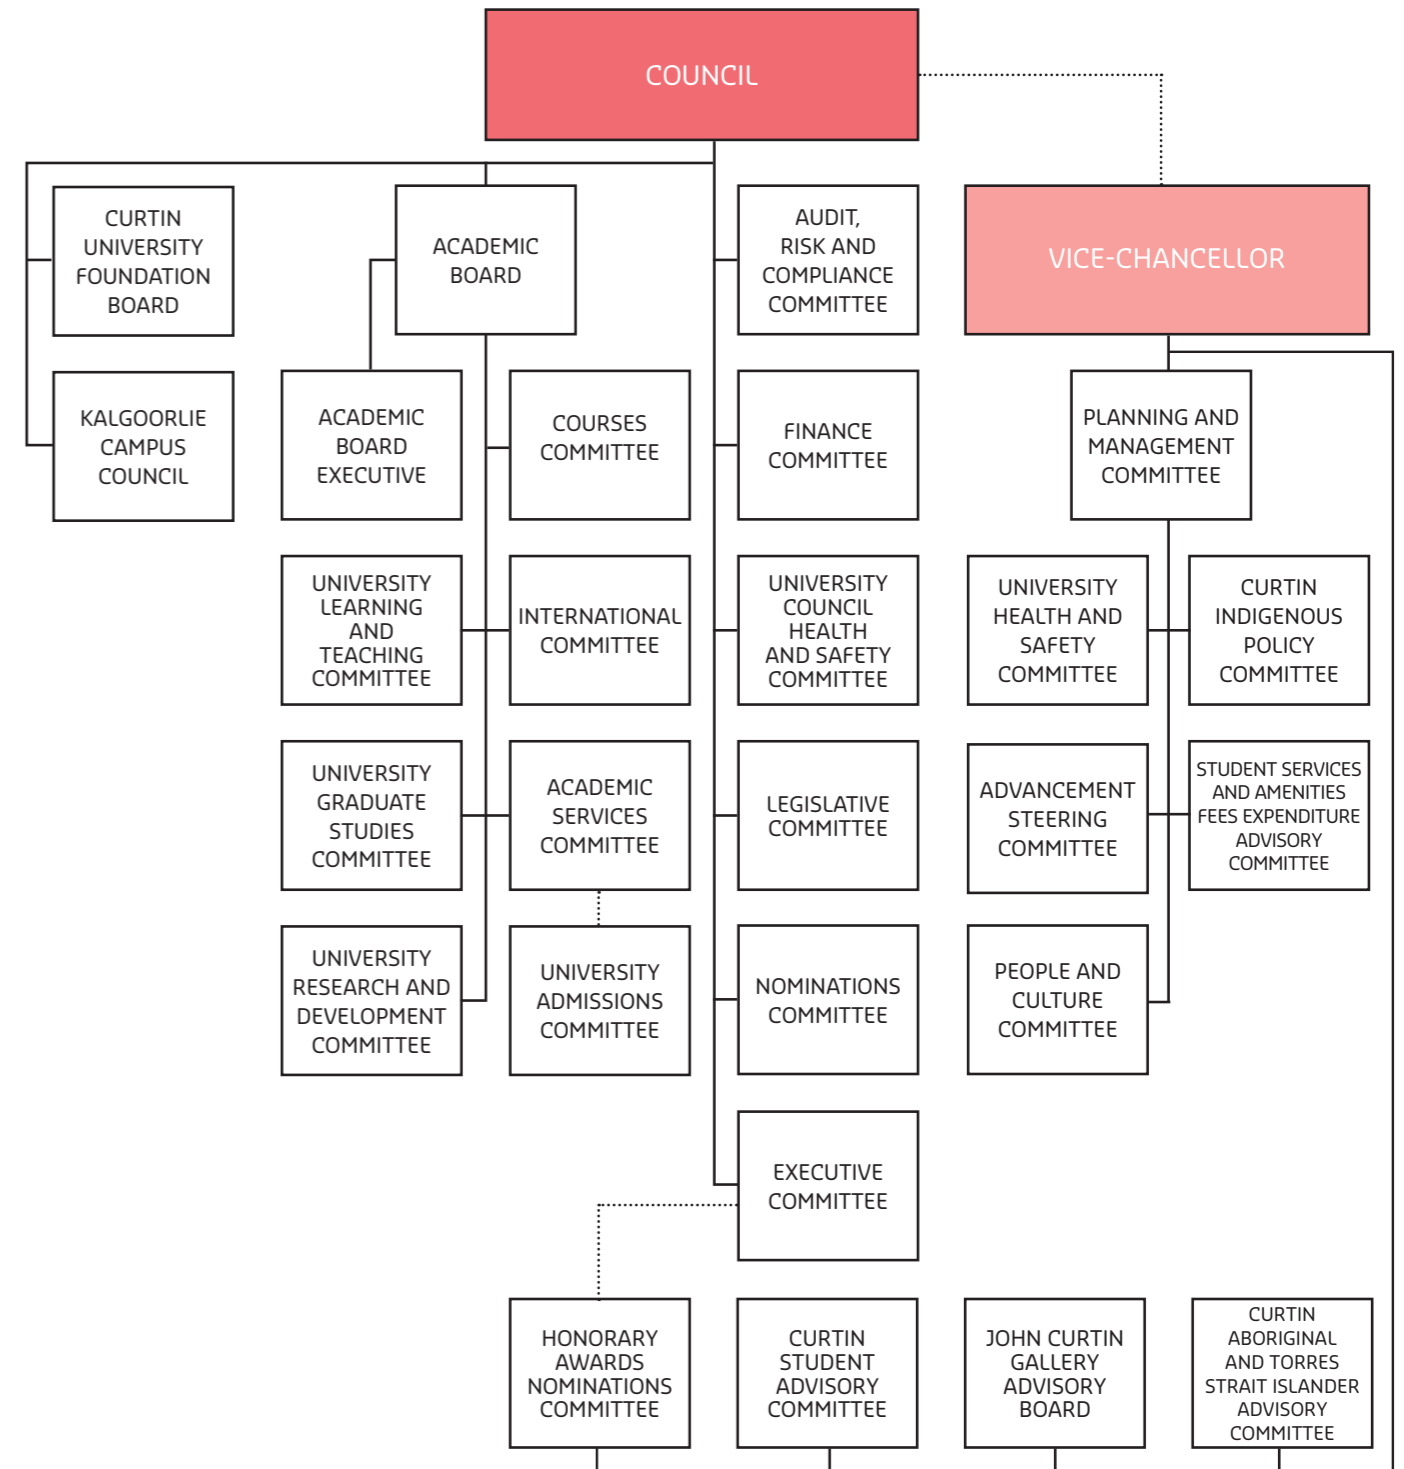 COUNCIL
CURTIN
UNIVERSITY
FOUNDATION
BOARD
ACADEMIC
BOARD
AUDIT,
RISK AND
COMPLIANCE
COMMITTEE
VICE-CHANCELLOR
KALGOORLIE
CAMPUS
COUNCIL
ACADEMIC
BOARD
EXECUTIVE
COURSES
COMMITTEE
FINANCE
COMMITTEE
PLANNING AND
MANAGEMENT
COMMITTEE
UNIVERSITY
LEARNING
AND
TEACHING
COMMITTEE
INTERNATIONAL
COMMITTEE
UNIVERSITY
COUNCIL
HEALTH
AND SAFETY
COMMITTEE
UNIVERSITY
HEALTH AND
SAFETY
COMMITTEE
CURTIN
INDIGENOUS
POLICY
COMMITTEE
UNIVERSITY
GRADUATE
STUDIES
COMMITTEE
ACADEMIC
SERVICES
COMMITTEE
LEGISLATIVE
COMMITTEE
ADVANCEMENT
STEERING
COMMITTEE
STUDENT SERVICES
AND AMENITIES
FEES EXPENDITURE
ADVISORY
COMMITTEE
UNIVERSITY
RESEARCH AND
DEVELOPMENT
COMMITTEE
UNIVERSITY
ADMISSIONS
COMMITTEE
NOMINATIONS
COMMITTEE
PEOPLE AND
CULTURE
COMMITTEE
EXECUTIVE
COMMITTEE
HONORARY
AWARDS
NOMINATIONS
COMMITTEE
CURTIN
STUDENT
ADVISORY
COMMITTEE
JOHN CURTIN
GALLERY
ADVISORY
BOARD
CURTIN
ABORIGINAL
AND TORRES
STRAIT ISLANDER
ADVISORY
COMMITTEE